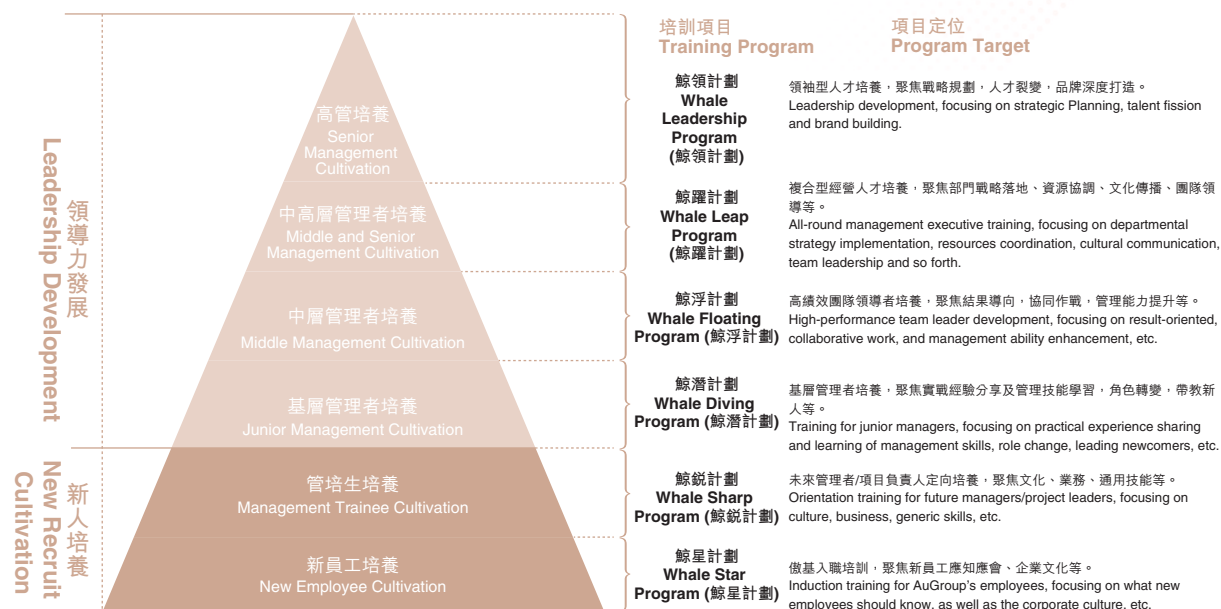 培訓項目
Training Program
項目定位
Program Target
領導力發展
Leadership Development
新人培養
New Recruit
Cultivation
高管培養
Senior
Management
Cultivation
鯨領計劃
Whale
Leadership
Program
(鯨領計劃)
領袖型人才培養，聚焦戰略規劃，人才裂變，品牌深度打造。
Leadership development, focusing on strategic Planning, talent fission
and brand building.
中高層管理者培養
Middle and Senior
Management Cultivation
鯨躍計劃
Whale Leap
Program
(鯨躍計劃)
複合型經營人才培養，聚焦部門戰略落地、資源協調、文化傳播、團隊領
導等。
All-round management executive training, focusing on departmental
strategy implementation, resources coordination, cultural communication,
team leadership and so forth.
中層管理者培養
Middle Management Cultivation
鯨浮計劃
Whale Floating
Program (鯨浮計劃)
高績效團隊領導者培養，聚焦結果導向，協同作戰，管理能力提升等。
High-performance team leader development, focusing on result-oriented,
collaborative work, and management ability enhancement, etc.
基層管理者培養
Junior Management Cultivation
鯨潛計劃
Whale Diving
Program (鯨潛計劃)
基層管理者培養，聚焦實戰經驗分享及管理技能學習，角色轉變，帶教新
人等。
Training for junior managers, focusing on practical experience sharing
and learning of management skills, role change, leading newcomers, etc.
管培生培養
Management Trainee Cultivation
鯨鋭計劃
Whale Sharp
Program (鯨鋭計劃)
未來管理者/項目負責人定向培養，聚焦文化、業務、通用技能等。
Orientation training for future managers/project leaders, focusing on
culture, business, generic skills, etc.
新員工培養
New Employee Cultivation
鯨星計劃
Whale Star
Program (鯨星計劃)
傲基入職培訓，聚焦新員工應知應會、企業文化等。
Induction training for AuGroup's employees, focusing on what new
employees should know, as well as the corporate culture, etc.